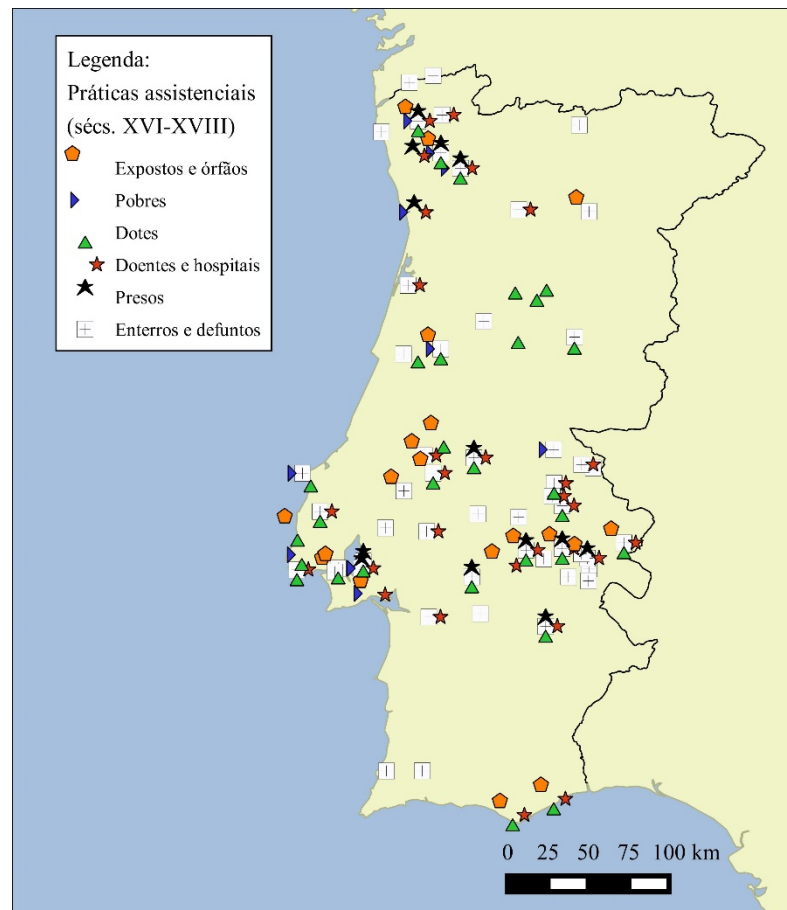 Legenda:
Práticas assistenciais
(sécs. XVI-XVIII)
Expostos e órfãos
Pobres
Dotes
Doentes e hospitais
Presos
Enterros e defuntos
0 25 50 75 100 km